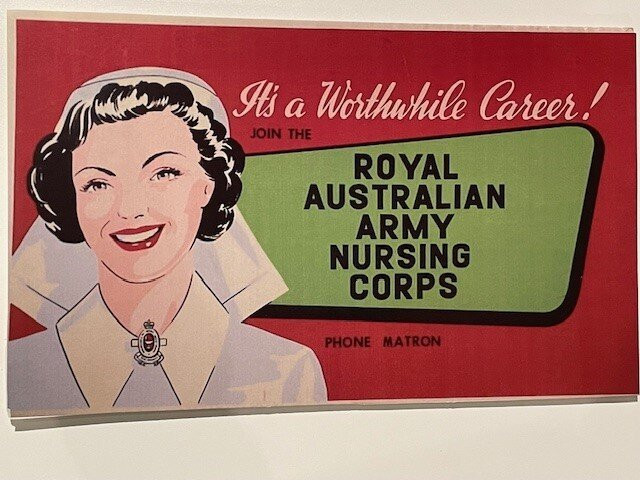 It's a Worthwhile Career!
JOIN THE
ROYAL
AUSTRALIAN
ARMY
NURSING
CORPS
PHONE MATRON